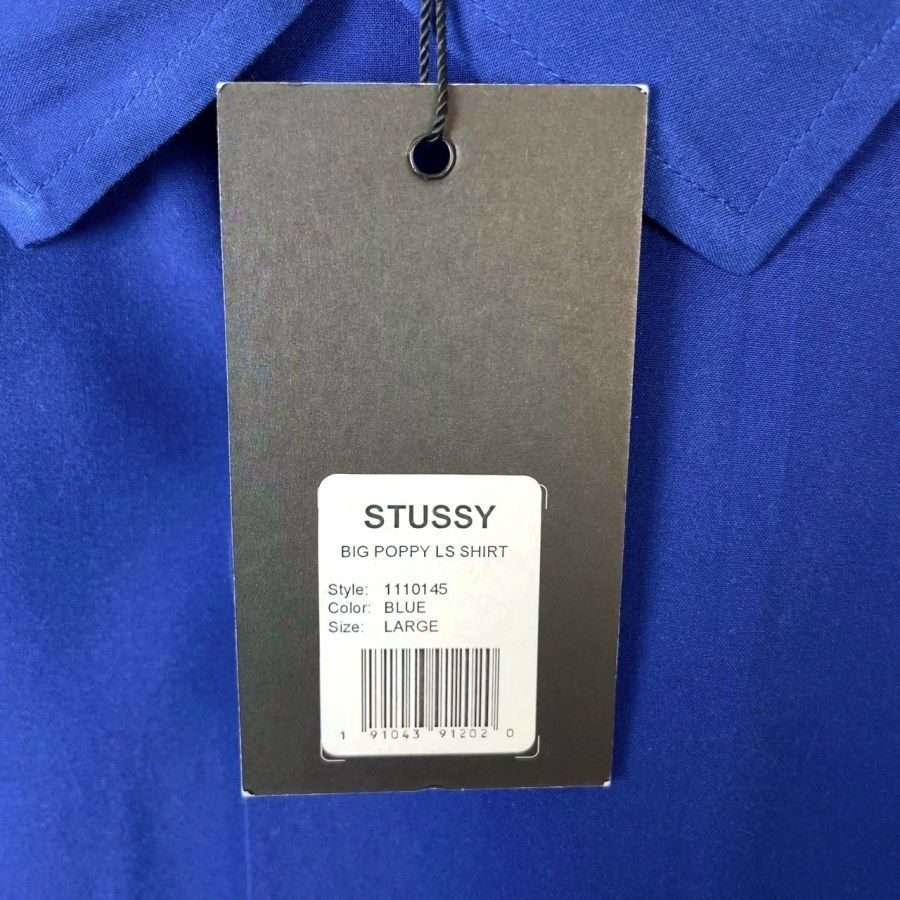 STUSSY
BIG POPPY LS SHIRT
Style: 1110145
Color: BLUE
Size: LARGE
1 91043 91202 0